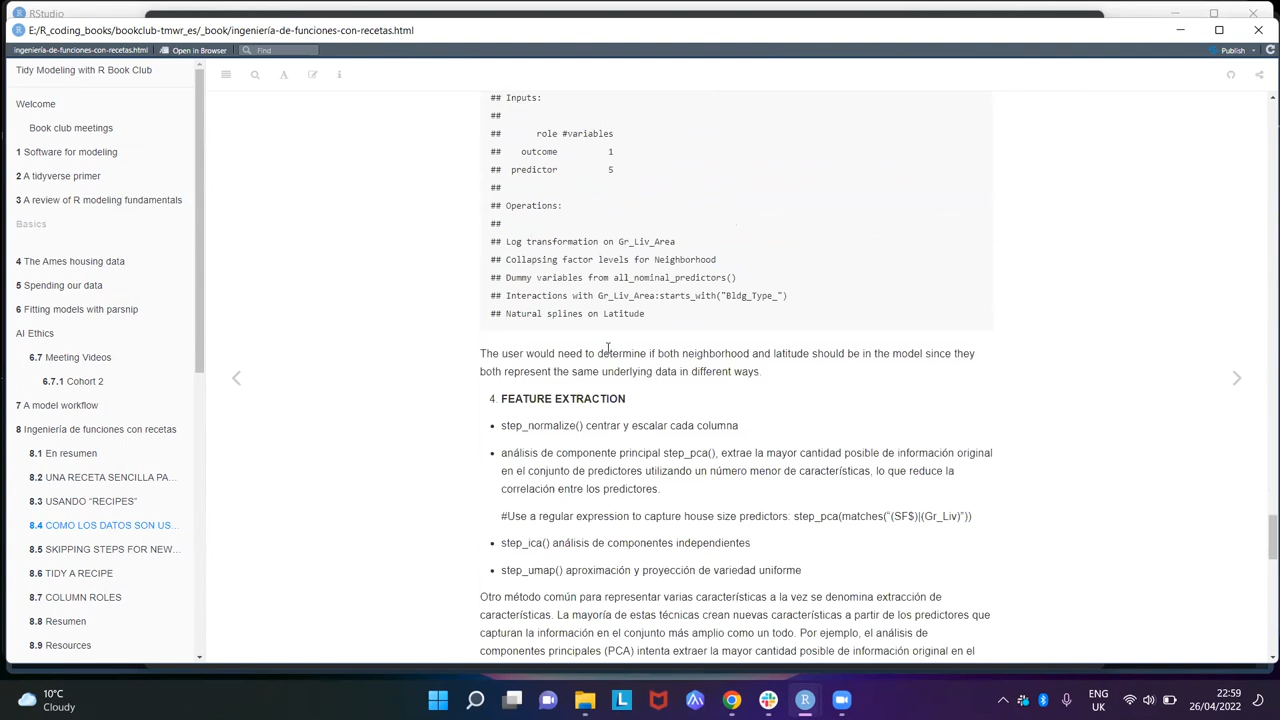 RStudio
E:/R_coding_books/bookclub-tmwr_es/_book/ingeniería-de-funciones-con-recetas.html
ingeniería-de-funciones-con-recetas.html
Open in Browser
Find
Publish
Tidy Modeling with R Book Club
Welcome
Book club meetings
1 Software for modeling
2 A tidyverse primer
3 A review of R modeling fundamentals
Basics
4 The Ames housing data
5 Spending our data
6 Fitting models with parsnip
AI Ethics
6.7 Meeting Videos
6.7.1 Cohort 2
7 A model workflow
8 Ingeniería de funciones con recetas
8.1 En resumen
8.2 UNA RECETA SENCILLA PA...
8.3 USANDO "RECIPES"
8.4 COMO LOS DATOS SON US...
8.5 SKIPPING STEPS FOR NEW...
8.6 TIDY A RECIPE
8.7 COLUMN ROLES
8.8 Resumen
8.9 Resources
## Inputs:
##
## role #variables
## outcome 1
## predictor 5
##
## Operations:
##
## Log transformation on Gr_Liv_Area
## Collapsing factor levels for Neighborhood
## Dummy variables from all_nominal_predictors()
## Interactions with Gr_Liv_Area:starts_with("Bldg_Type_")
## Natural splines on Latitude
The user would need to determine if both neighborhood and latitude should be in the model since they
both represent the same underlying data in different ways.
4. FEATURE EXTRACTION
• step_normalize() centrar y escalar cada columna
• análisis de componente principal step_pca(), extrae la mayor cantidad posible de información original
en el conjunto de predictores utilizando un número menor de características, lo que reduce la
correlación entre los predictores.
#Use a regular expression to capture house size predictors: step_pca(matches("(SF$)|(Gr_Liv)"))
• step_ica() análisis de componentes independientes
• step_umap() aproximación y proyección de variedad uniforme
Otro método común para representar varias características a la vez se denomina extracción de
características. La mayoría de estas técnicas crean nuevas características a partir de los predictores que
capturan la información en el conjunto más amplio como un todo. Por ejemplo, el análisis de
componentes principales (PCA) intenta extraer la mayor cantidad posible de información original en el
10°C
Cloudy
ENG
UK
22:59
26/04/2022